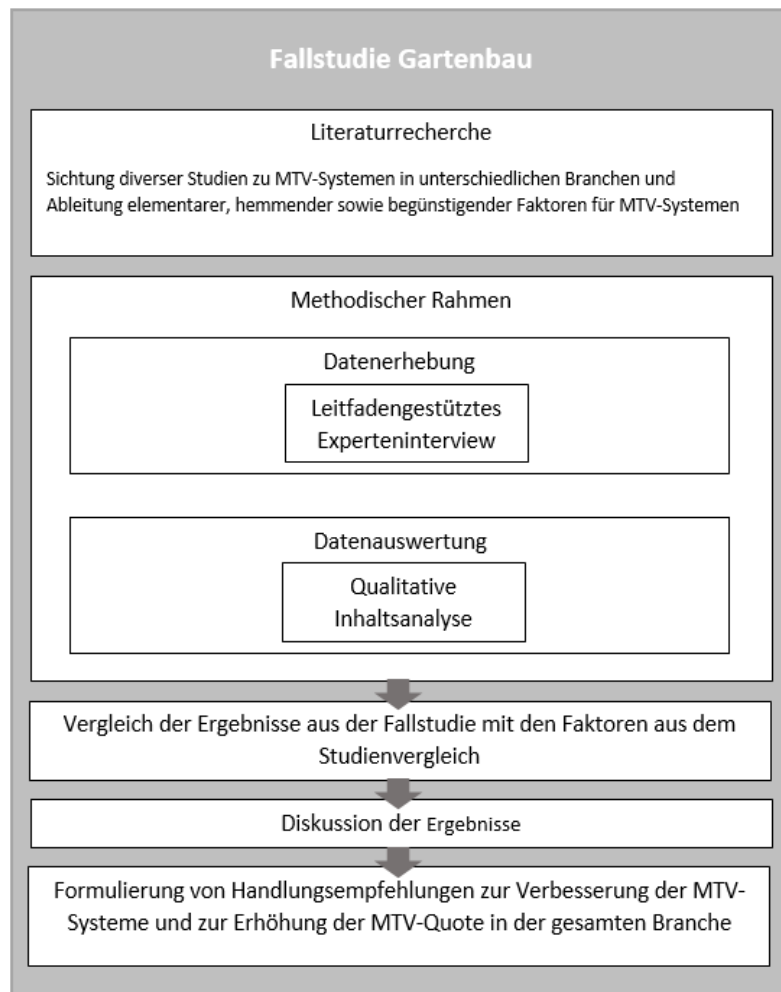 Fallstudie Gartenbau
Literaturrecherche
Sichtung diverser Studien zu MTV-Systemen in unterschiedlichen Branchen und
Ableitung elementarer, hemmender sowie begünstigender Faktoren für MTV-Systemen
Methodischer Rahmen
Datenerhebung
Leitfadengestütztes
Experteninterview
Datenauswertung
Qualitative
Inhaltsanalyse
Vergleich der Ergebnisse aus der Fallstudie mit den Faktoren aus dem
Studienvergleich
Diskussion der Ergebnisse
Formulierung von Handlungsempfehlungen zur Verbesserung der MTV-
Systeme und zur Erhöhung der MTV-Quote in der gesamten Branche